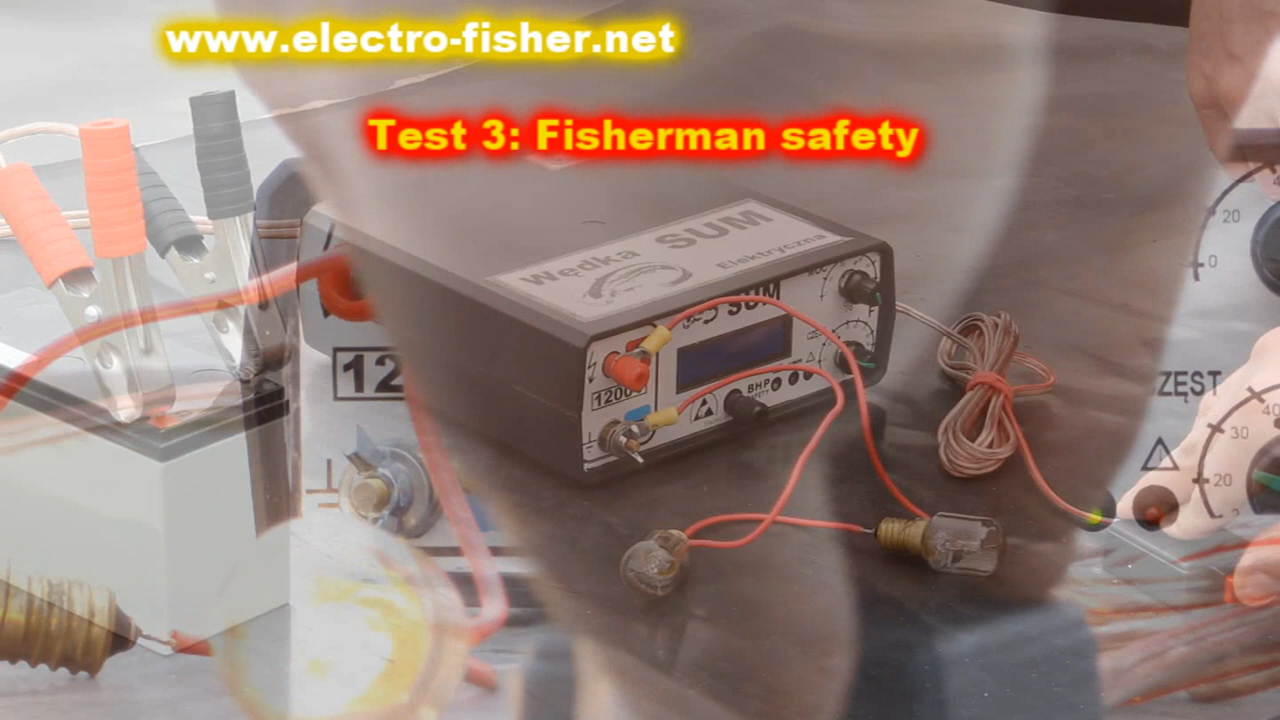 www.electro-fisher.net
Test 3: Fisherman safety
Wędka SUM
Elektryczna
SUM
1200V
BHP
SAFETY
12
ZĘST
20
0
40
30
20